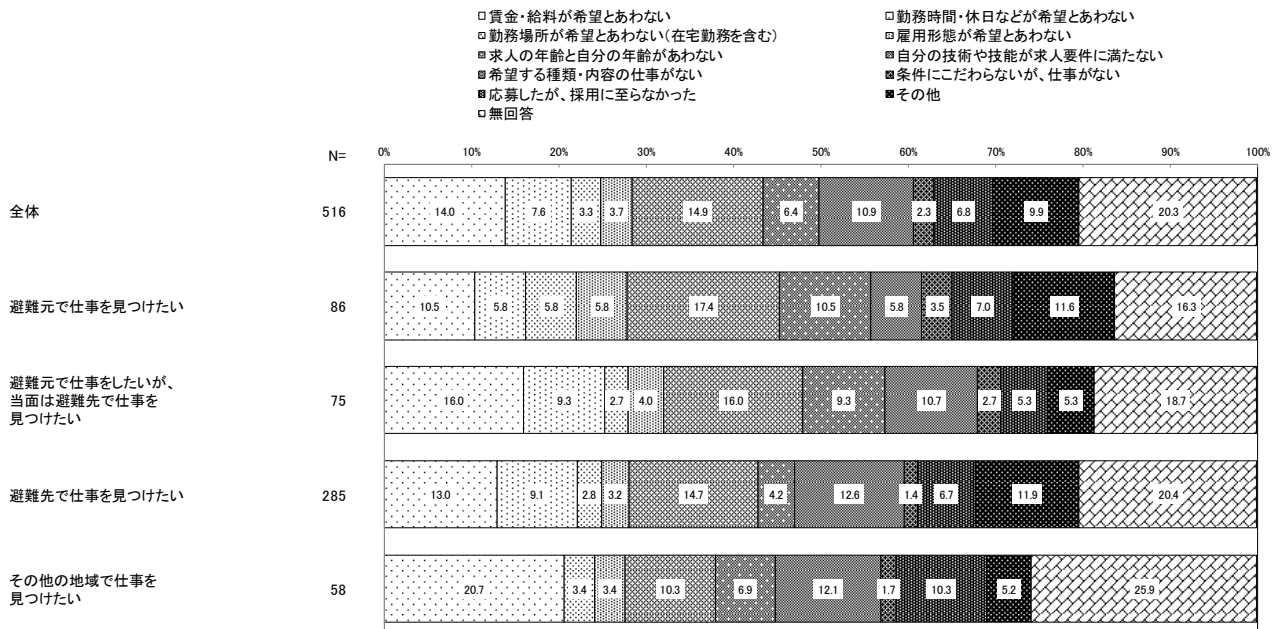 賃金・給料が希望とあわない
勤務時間・休日などが希望とあわない
勤務場所が希望とあわない(在宅勤務を含む)
雇用形態が希望とあわない
求人の年齢と自分の年齢があわない
自分の技術や技能が求人要件に満たない
希望する種類・内容の仕事がない
条件にこだわらないが、仕事がない
応募したが、採用に至らなかった
その他
無回答
N=
0% 10% 20% 30% 40% 50% 60% 70% 80% 90% 100%
全体 516 14.0 7.6 3.3 3.7 14.9 6.4 10.9 2.3 6.8 9.9 20.3
避難元で仕事を見つけたい 86 10.5 5.8 5.8 5.8 17.4 10.5 5.8 3.5 7.0 11.6 16.3
避難元で仕事をしたいが、
当面は避難先で仕事を
見つけたい
75 16.0 9.3 2.7 4.0 16.0 9.3 10.7 2.7 5.3 5.3 18.7
避難先で仕事を見つけたい 285 13.0 9.1 2.8 3.2 14.7 4.2 12.6 1.4 6.7 11.9 20.4
その他の地域で仕事を
見つけたい
58 20.7 3.4 3.4 10.3 6.9 12.1 1.7 10.3 5.2 25.9